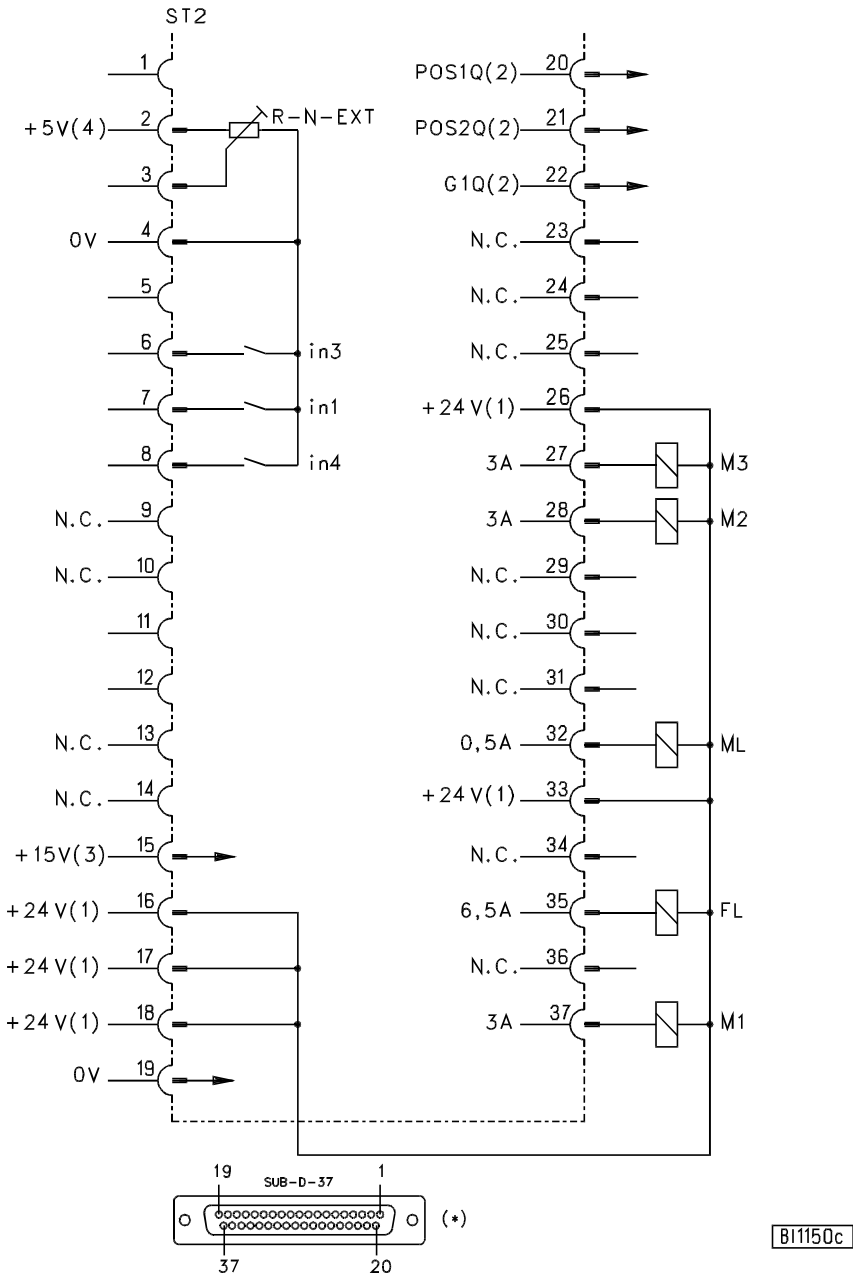 ST2
1
+5V(4) 2 R-N-EXT
3
0V 4
5
6 in3
7 in1
8 in4
N.C. 9
N.C. 10
11
12
N.C. 13
N.C. 14
+15V(3) 15
+24V(1) 16
+24V(1) 17
+24V(1) 18
0V 19
POS1Q(2) 20
POS2Q(2) 21
G1Q(2) 22
N.C. 23
N.C. 24
N.C. 25
+24V(1) 26
3A 27 M3
3A 28 M2
N.C. 29
N.C. 30
N.C. 31
0,5A 32 ML
+24V(1) 33
N.C. 34
6,5A 35 FL
N.C. 36
3A 37 M1
19 SUB-D-37 1
(*)
37 20
BI1150c